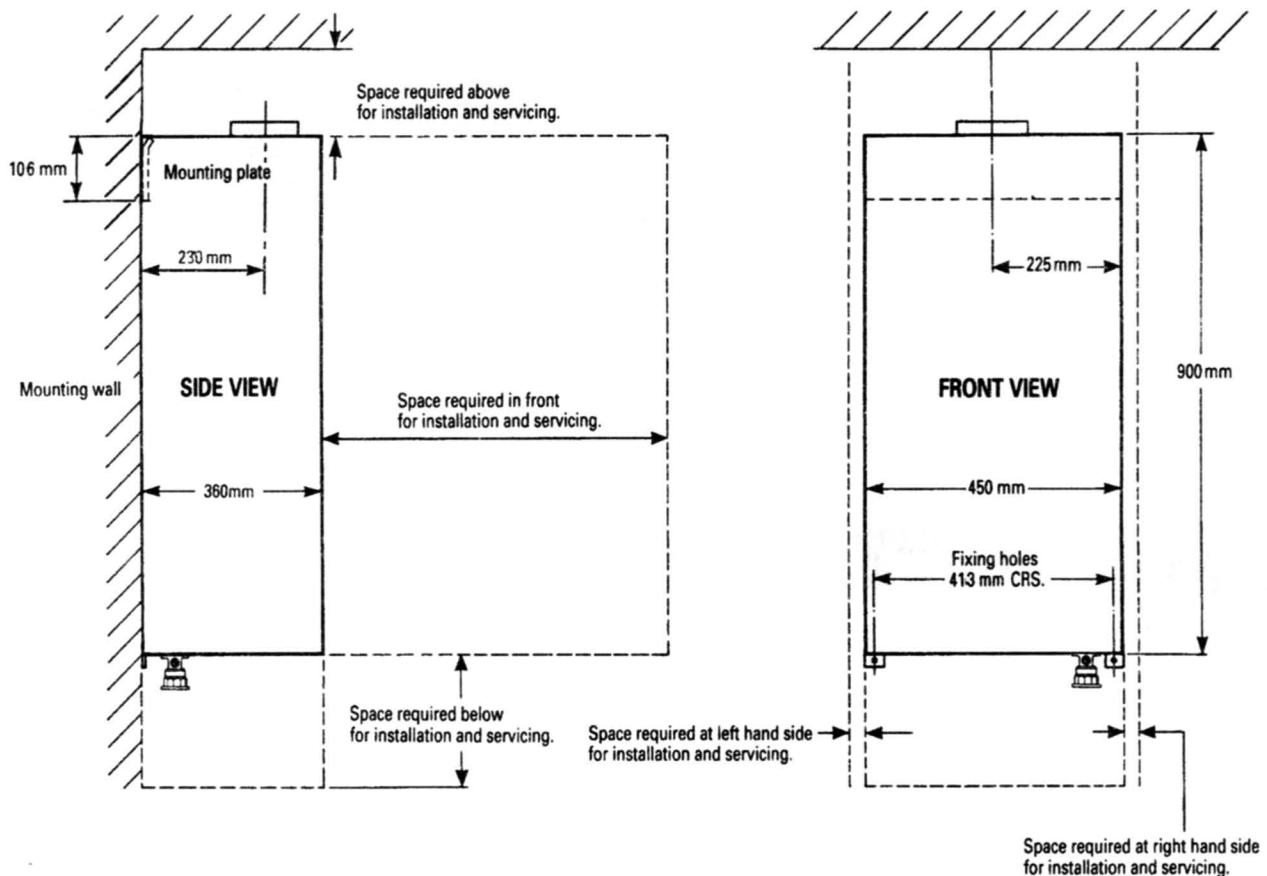 Space required above
for installation and servicing.
106 mm
Mounting plate
230 mm
Mounting wall
SIDE VIEW
Space required in front
for installation and servicing.
360mm
Space required below
for installation and servicing.
225 mm
FRONT VIEW
900 mm
450 mm
Fixing holes
413 mm CRS.
Space required at left hand side
for installation and servicing.
Space required at right hand side
for installation and servicing.